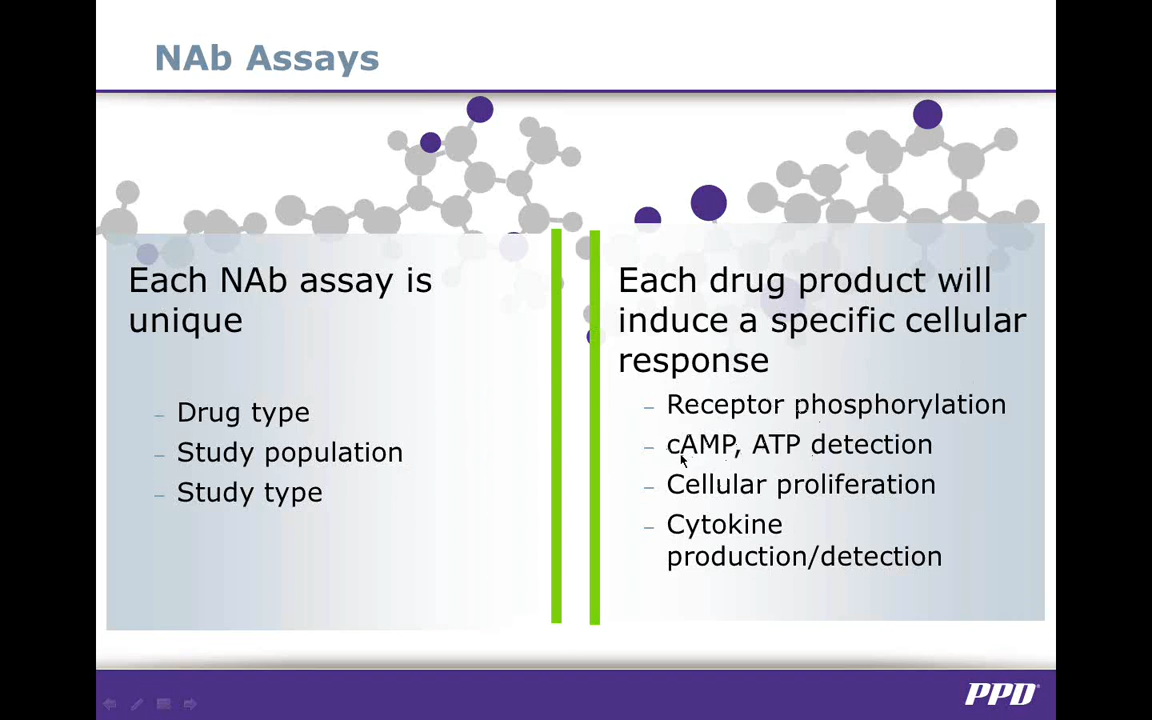 NAb Assays
Each NAb assay is
unique
– Drug type
– Study population
– Study type
Each drug product will
induce a specific cellular
response
– Receptor phosphorylation
– cAMP, ATP detection
– Cellular proliferation
– Cytokine
production/detection
PPD®